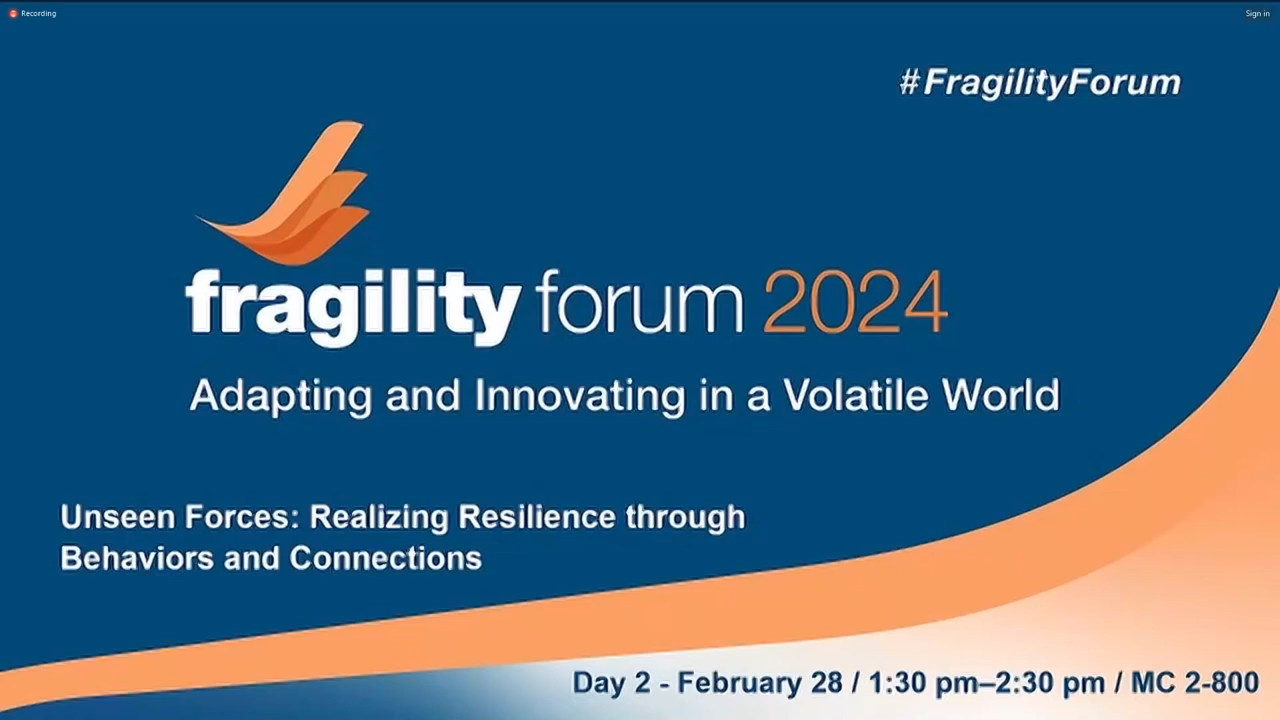 Recording
Sign in
#FragilityForum
fragility forum 2024
Adapting and Innovating in a Volatile World
Unseen Forces: Realizing Resilience through
Behaviors and Connections
Day 2 - February 28 / 1:30 pm–2:30 pm / MC 2-800